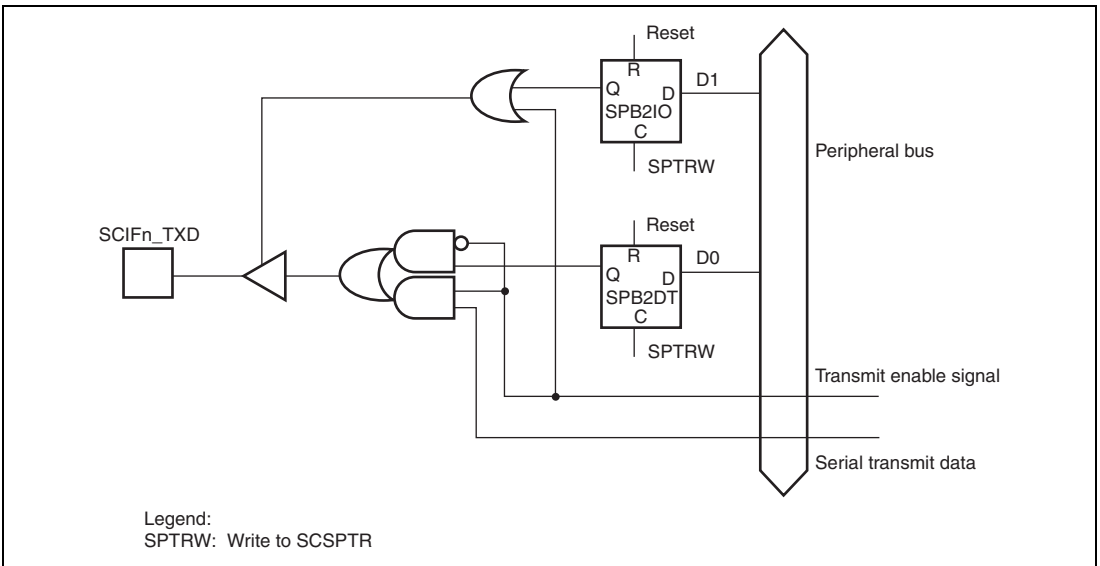 Reset
R
Q
D
D1
SPB2IO
C
SPTRW
Peripheral bus
Reset
R
Q
D
D0
SPB2DT
C
SPTRW
SCIFn_TXD
Transmit enable signal
Serial transmit data
Legend:
SPTRW: Write to SCSPTR